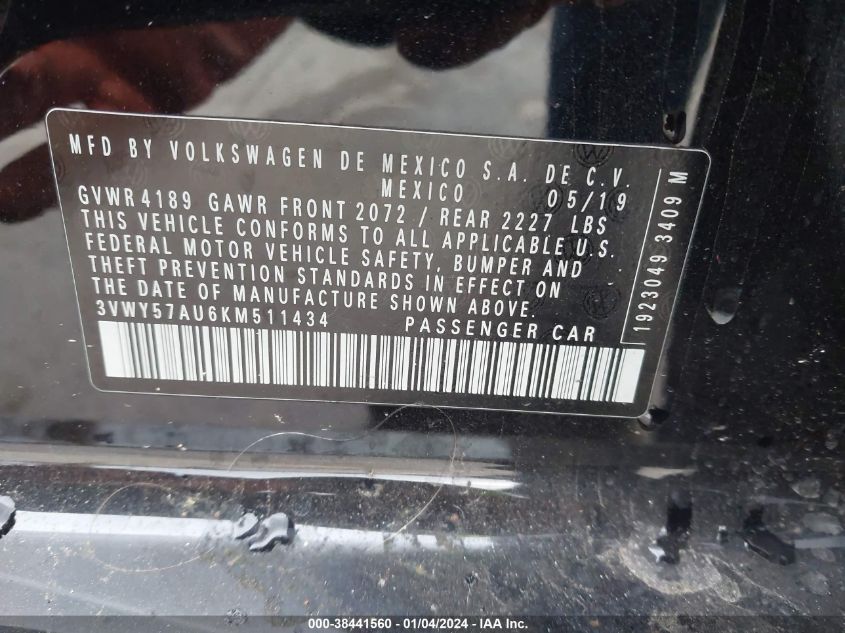 MFD BY VOLKSWAGEN DE MEXICO S.A. DE C.V.
MEXICO 05/19
GVWR 4189 GAWR FRONT 2072 / REAR 2227 LBS
THIS VEHICLE CONFORMS TO ALL APPLICABLE U.S.
FEDERAL MOTOR VEHICLE SAFETY, BUMPER AND
THEFT PREVENTION STANDARDS IN EFFECT ON
THE DATE OF MANUFACTURE SHOWN ABOVE.
3VWY57AU6KM511434 PASSENGER CAR
1923049 3409 M
000-38441560 - 01/04/2024 - IAA Inc.